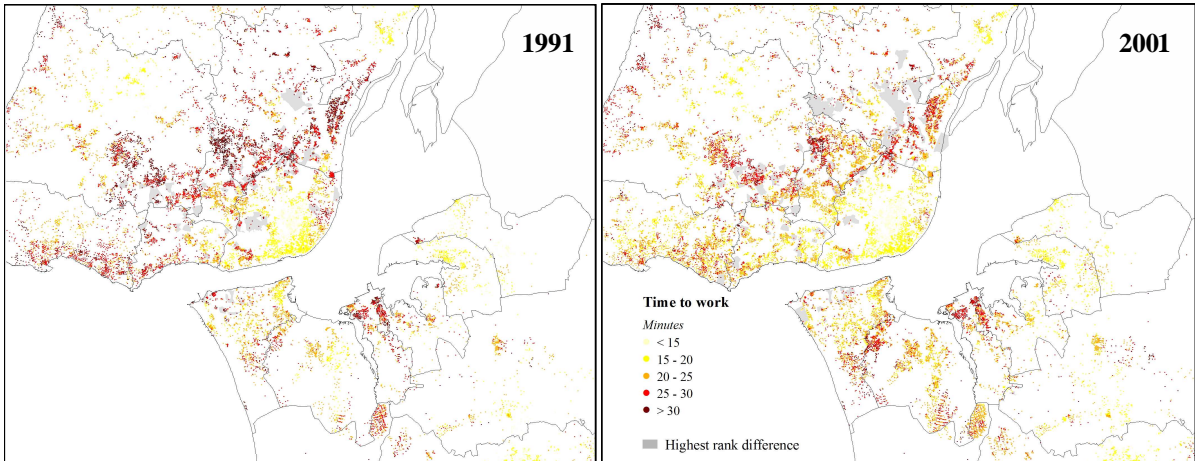 1991
2001
Time to work
Minutes
< 15
15 - 20
20 - 25
25 - 30
> 30
Highest rank difference